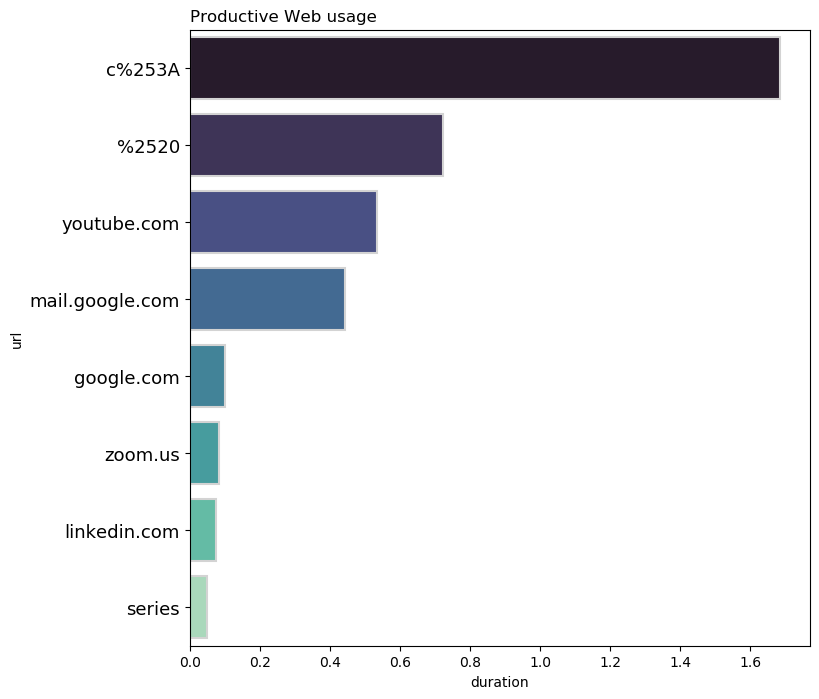 Productive Web usage
c%253A
%2520
youtube.com
mail.google.com
google.com
zoom.us
linkedin.com
series
url
0.0 0.2 0.4 0.6 0.8 1.0 1.2 1.4 1.6
duration